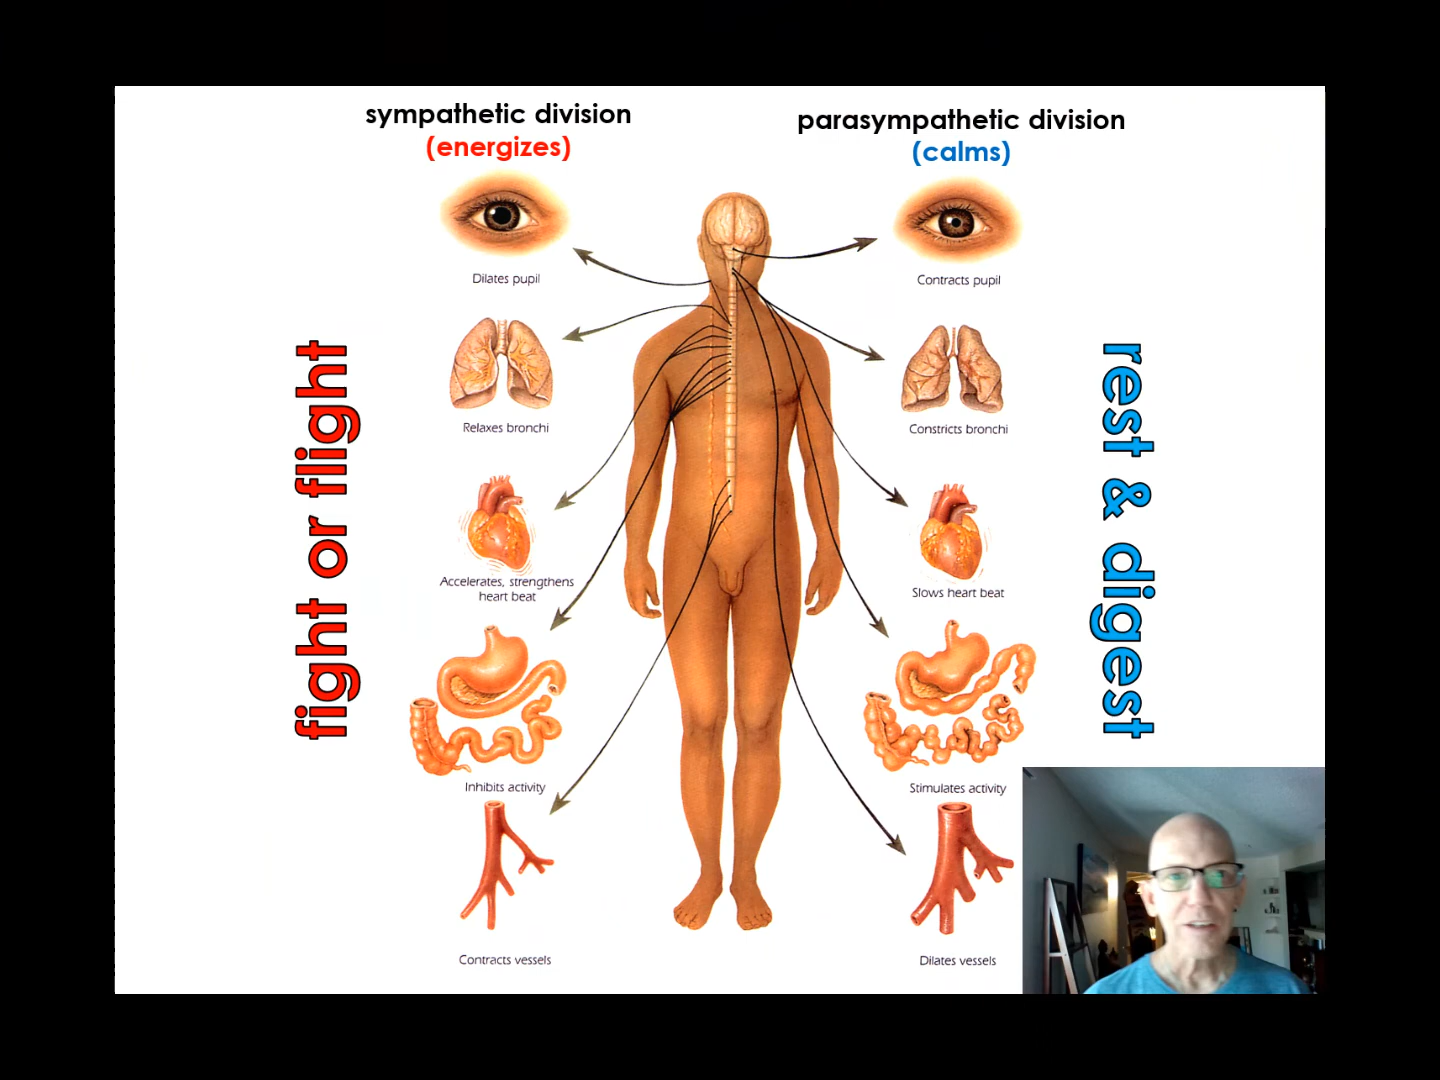 sympathetic division
(energizes)
parasympathetic division
(calms)
Dilates pupil
Contracts pupil
Relaxes bronchi
Constricts bronchi
fight or flight
rest & digest
Accelerates, strengthens
heart beat
Slows heart beat
Inhibits activity
Stimulates activity
Contracts vessels
Dilates vessels